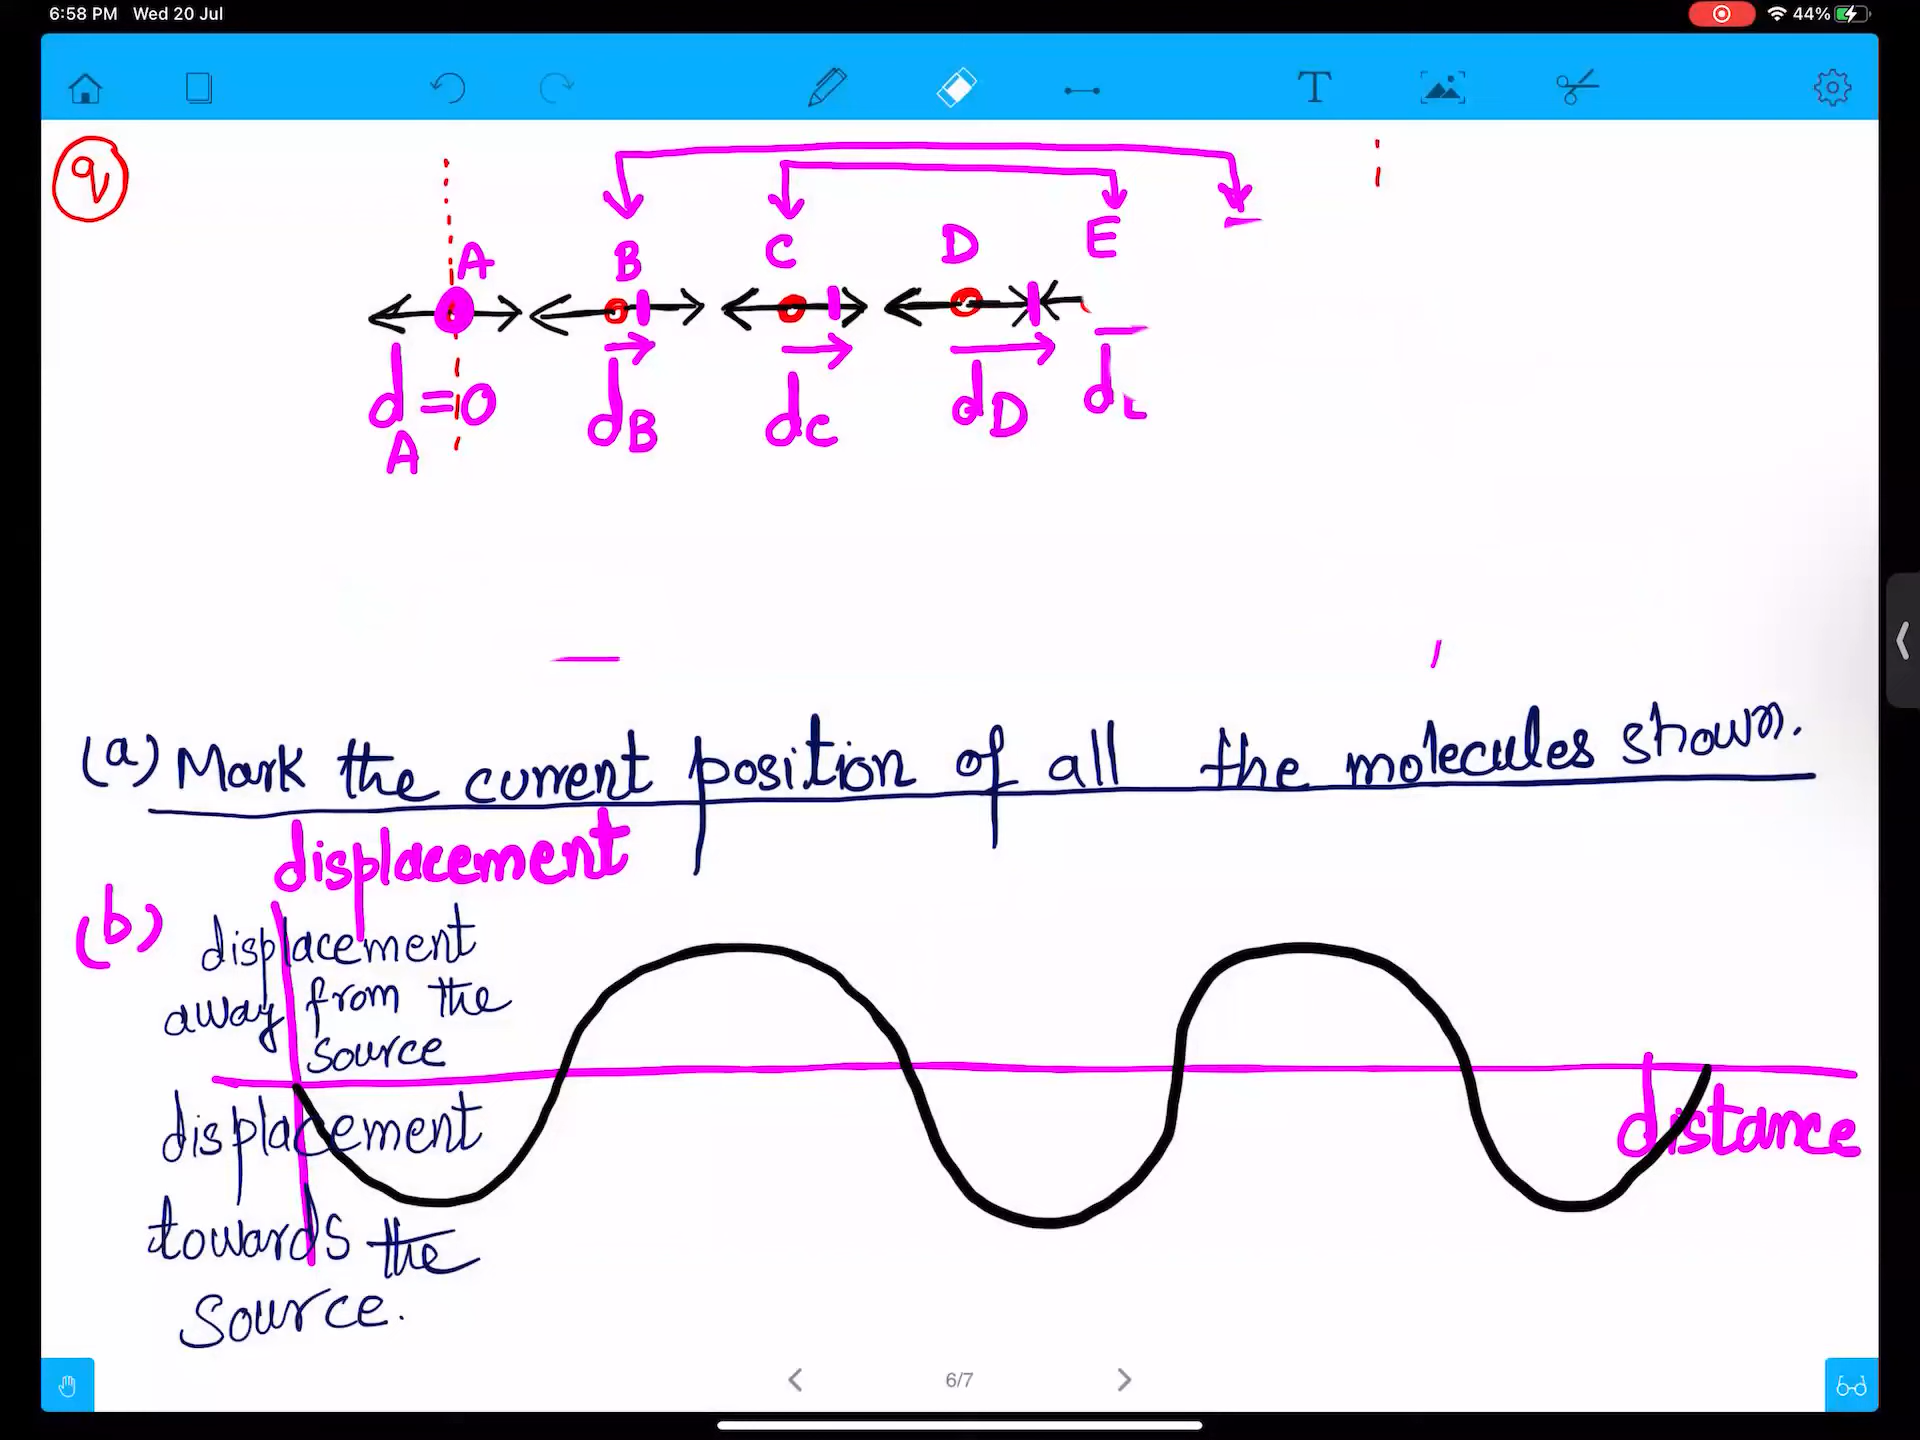 6:58 PM Wed 20 Jul
44%
T
q
A B C D E
dA=0 dB dC dD
(a) Mark the current position of all the molecules shown.
displacement
(b)
displacement
away from the
source
displacement
towards the
source.
distance
6/7